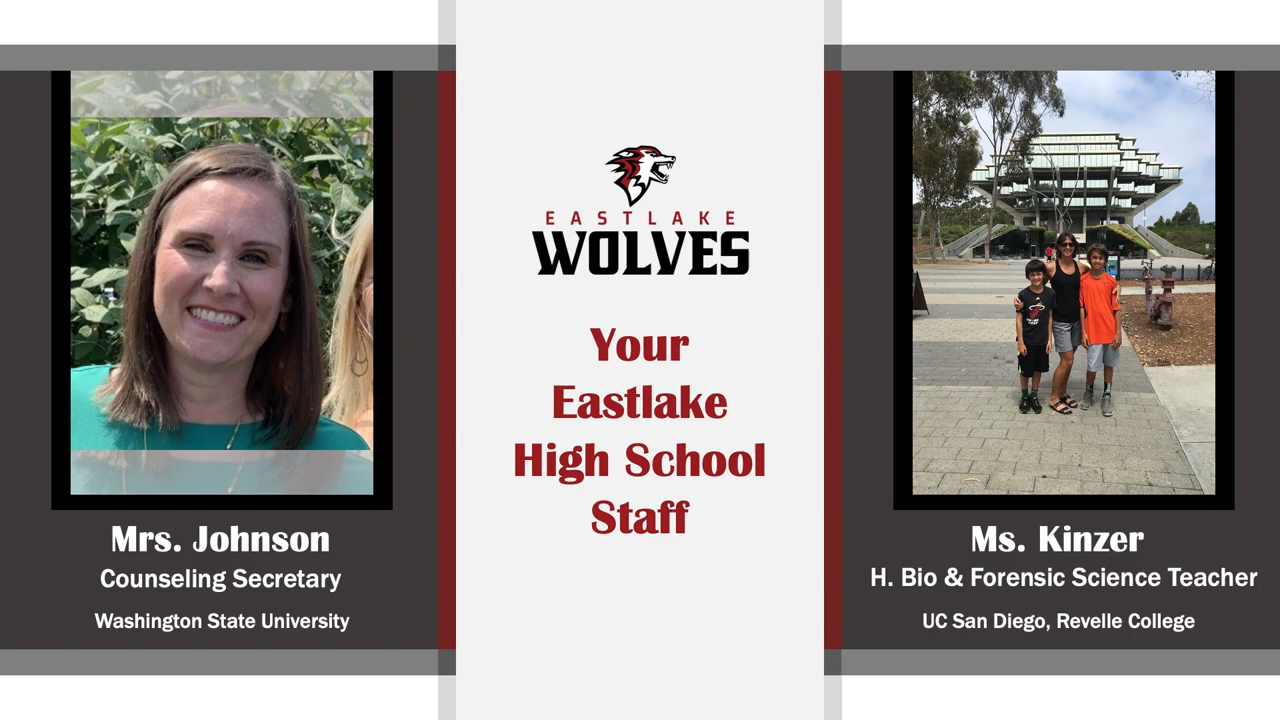 Mrs. Johnson
Counseling Secretary
Washington State University
EASTLAKE
WOLVES
Your
Eastlake
High School
Staff
Ms. Kinzer
H. Bio & Forensic Science Teacher
UC San Diego, Revelle College